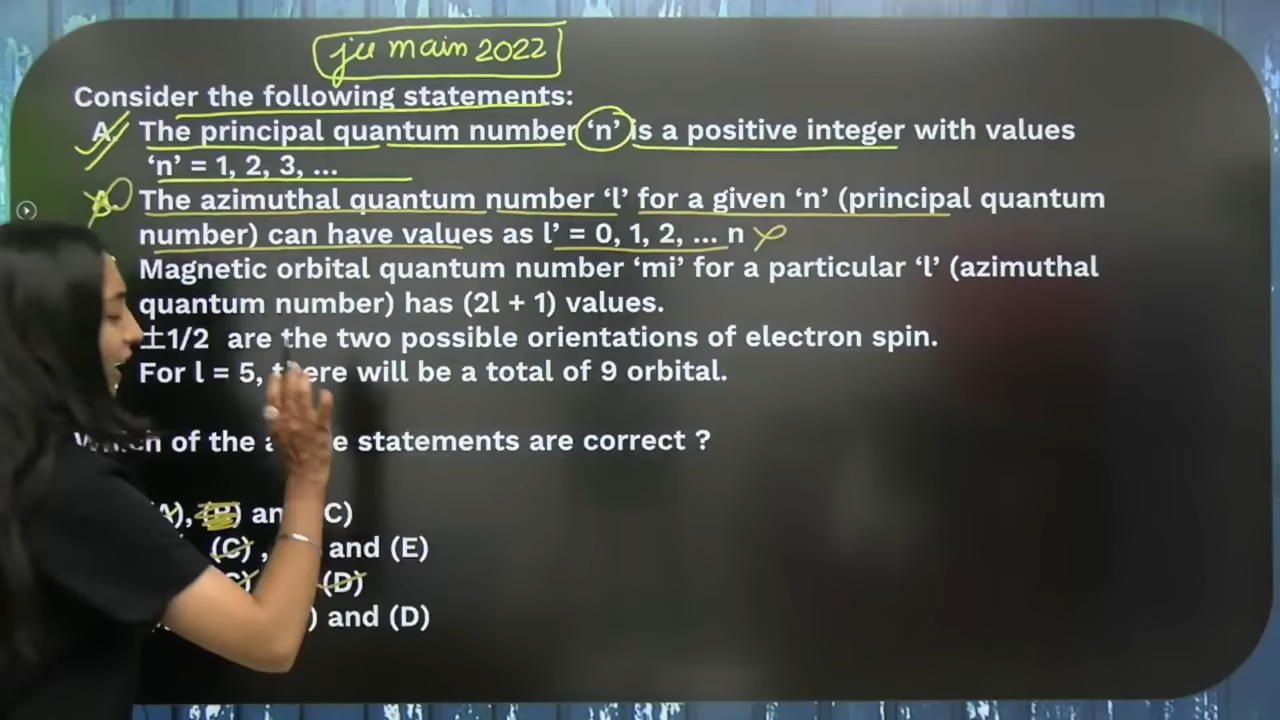 jee main 2022
Consider the following statements:
A. The principal quantum number ‘n’ is a positive integer with values
‘n’ = 1, 2, 3, ...
The azimuthal quantum number ‘l’ for a given ‘n’ (principal quantum
number) can have values as l’ = 0, 1, 2, ... n
Magnetic orbital quantum number ‘mi’ for a particular ‘l’ (azimuthal
quantum number) has (2l + 1) values.
±1/2 are the two possible orientations of electron spin.
For l = 5, there will be a total of 9 orbital.
Which of the statements are correct ?
(A), (B) and (C)
(C) , and (E)
(C) (D)
and (D)